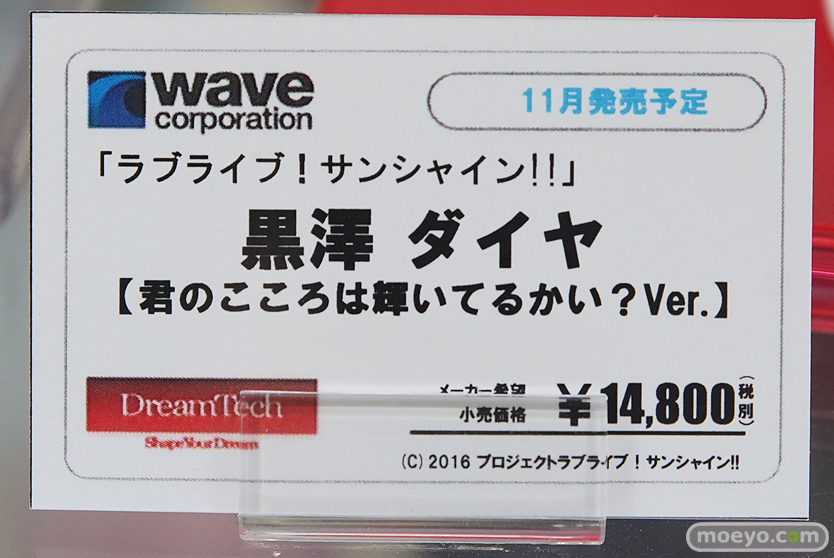 wave
corporation
11月発売予定
「ラブライブ！サンシャイン!!」
黒澤 ダイヤ
【君のこころは輝いてるかい？Ver.】
DreamTech
Shape Your Dream
メーカー希望
小売価格
¥14,800(税別)
(C) 2016 プロジェクトラブライブ！サンシャイン!!
moeyo.com